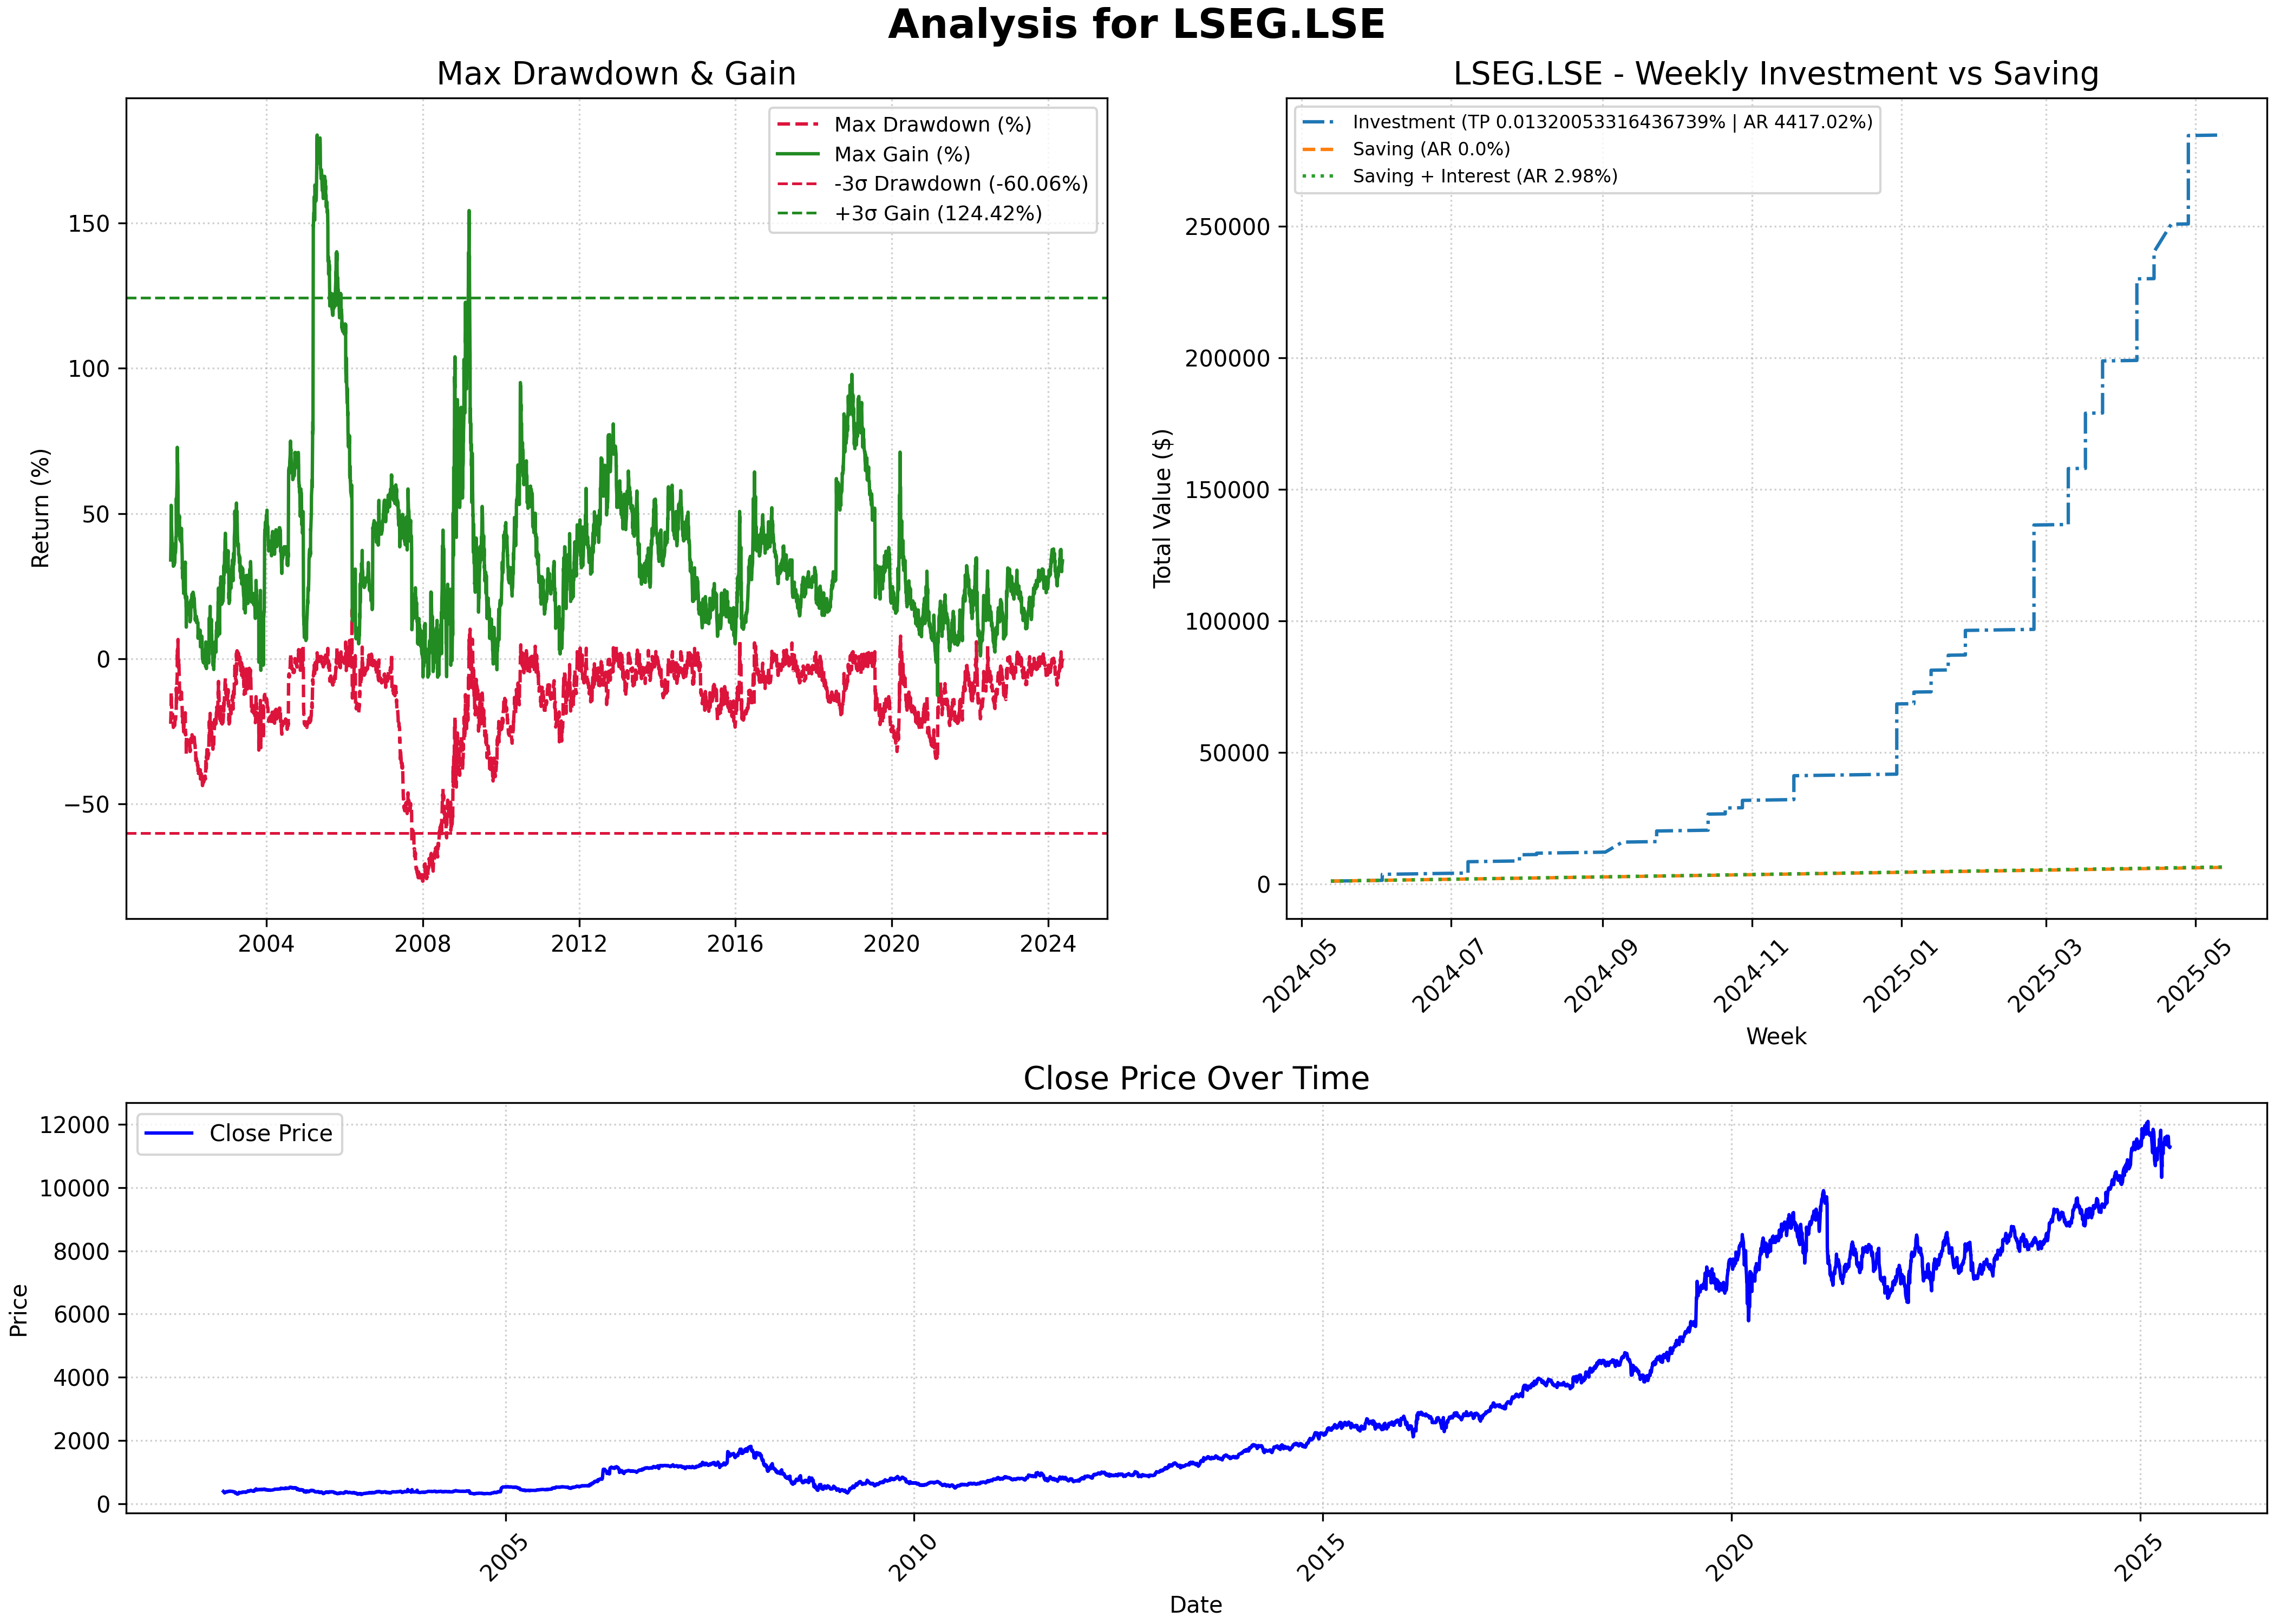 Analysis for LSEG.LSE
Max Drawdown & Gain
Max Drawdown (%)
Max Gain (%)
-3σ Drawdown (-60.06%)
+3σ Gain (124.42%)
Return (%)
150
100
50
0
−50
2004
2008
2012
2016
2020
2024
LSEG.LSE - Weekly Investment vs Saving
Investment (TP 0.01320053316436739% | AR 4417.02%)
Saving (AR 0.0%)
Saving + Interest (AR 2.98%)
Total Value ($)
250000
200000
150000
100000
50000
0
2024-05
2024-07
2024-09
2024-11
2025-01
2025-03
2025-05
Week
Close Price Over Time
Close Price
Price
12000
10000
8000
6000
4000
2000
0
2005
2010
2015
2020
2025
Date